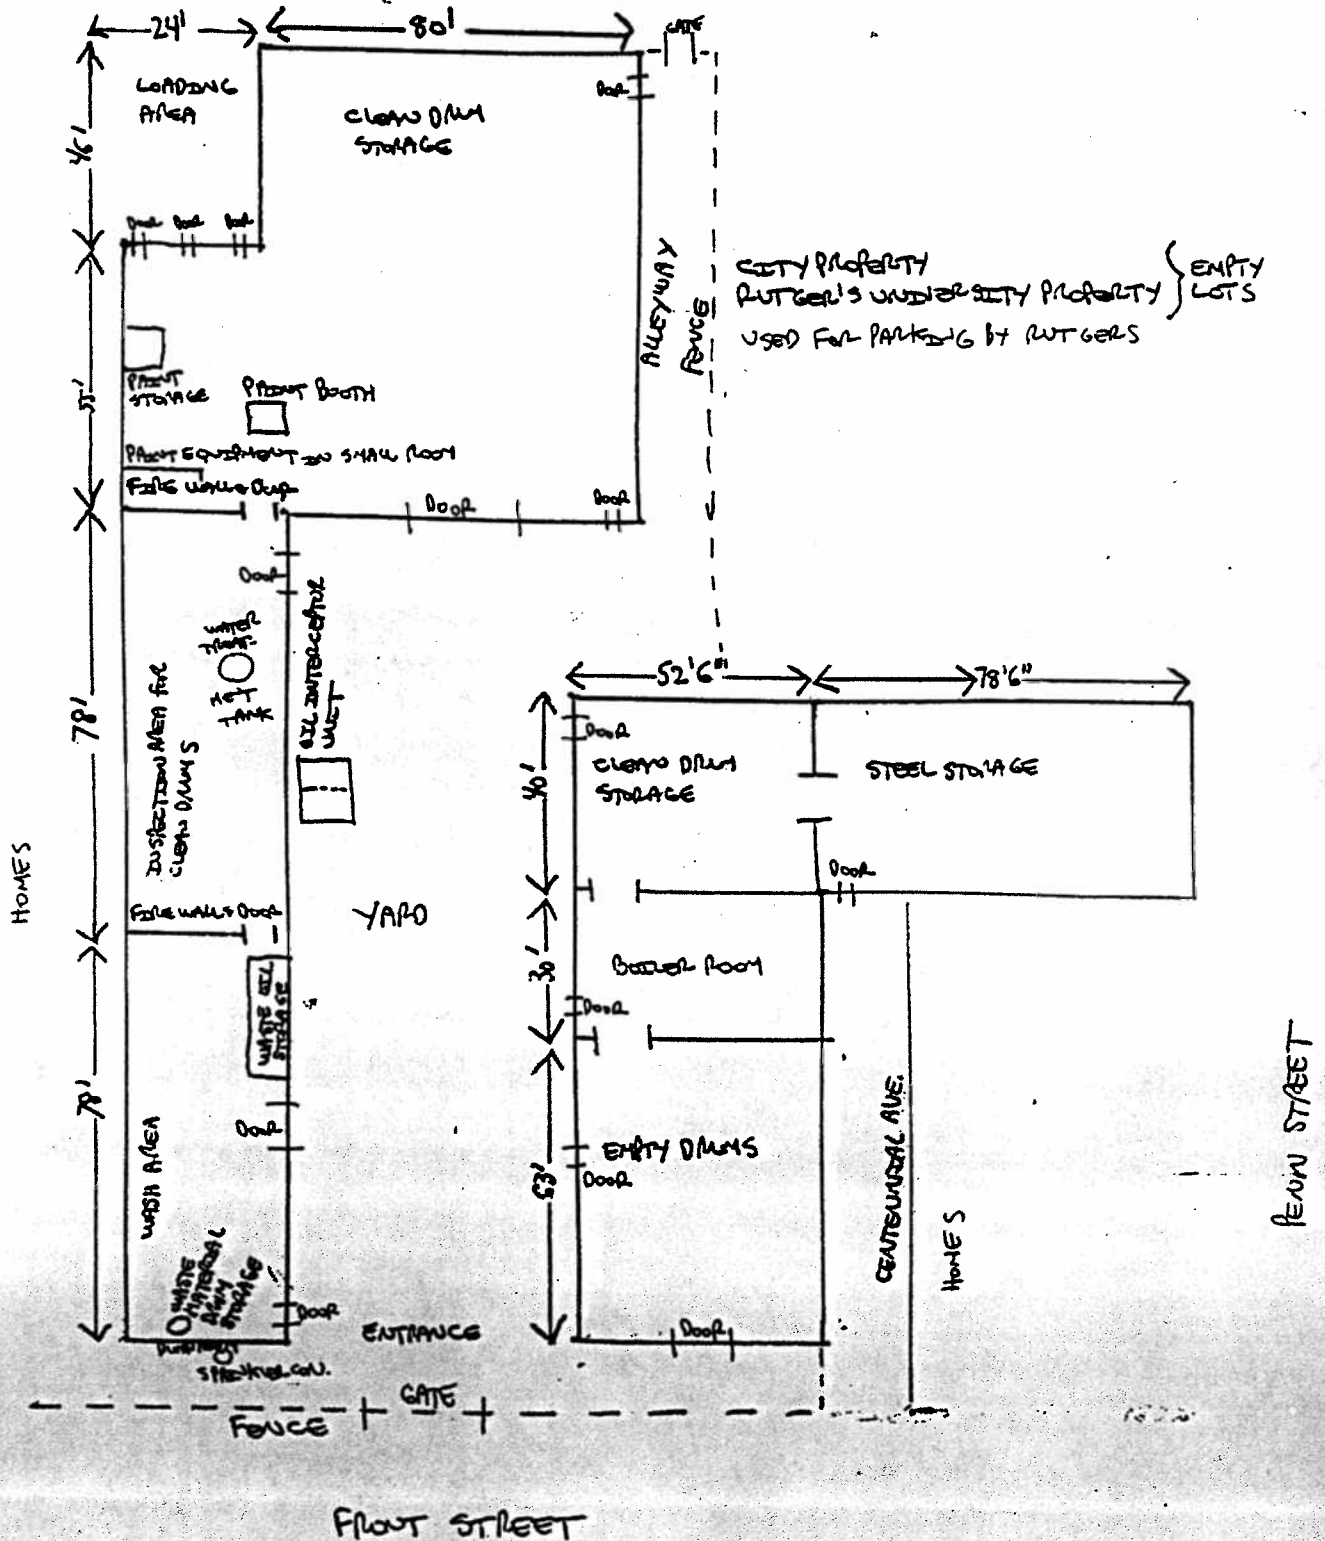 24'
80'
GATE
LOADING
AREA
CLEAN DRUM
STORAGE
DOOR
46'
DOOR
DOOR
DOOR
ALLEYWAY
FENCE
CITY PROPERTY
RUTGER'S UNIVERSITY PROPERTY } EMPTY LOTS
USED FOR PARKING BY RUTGERS
55'
PAINT
STORAGE
PAINT BOOTH
PAINT EQUIPMENT IN SMALL ROOM
FIRE WALL & DOOR
DOOR
DOOR
DOOR
78'
WATER
TREAT.
TANK
OIL INTERCEPTOR
UNIT
INSPECTION AREA FOR
CLEAN DRUMS
HOMES
FIRE WALL & DOOR
YARD
52'6"
78'6"
DOOR
40'
CLEAN DRUM
STORAGE
STEEL STORAGE
DOOR
30'
BOILER ROOM
DOOR
WASTE OIL
STORAGE
78'
DOOR
WASH AREA
63'
EMPTY DRUMS
DOOR
CENTENNIAL AVE.
HOMES
PENN STREET
WASTE
MATERIAL
DRUM
STORAGE
DOOR
ENTRANCE
DOOR
SPRINKLER CON.
GATE
FENCE
FRONT STREET